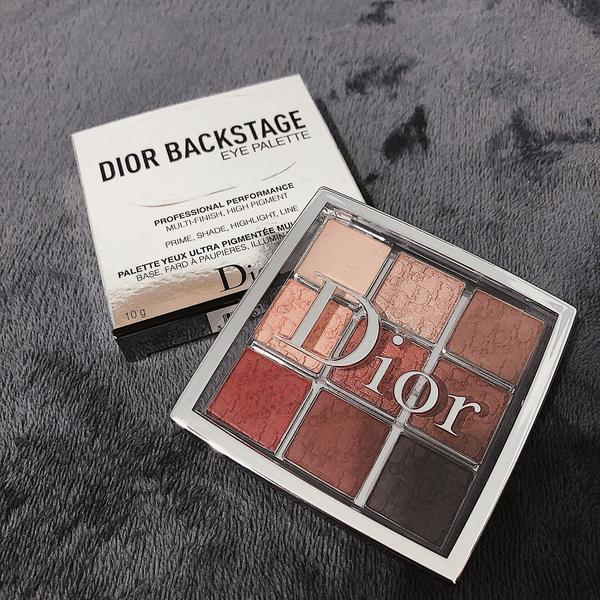 DIOR BACKSTAGE
EYE PALETTE
PROFESSIONAL PERFORMANCE
MULTI-FINISH, HIGH PIGMENT
PRIME, SHADE, HIGHLIGHT, LINE
PALETTE YEUX ULTRA PIGMENTÉE
BASE, FARD À PAUPIÈRES,
10 g
Dior